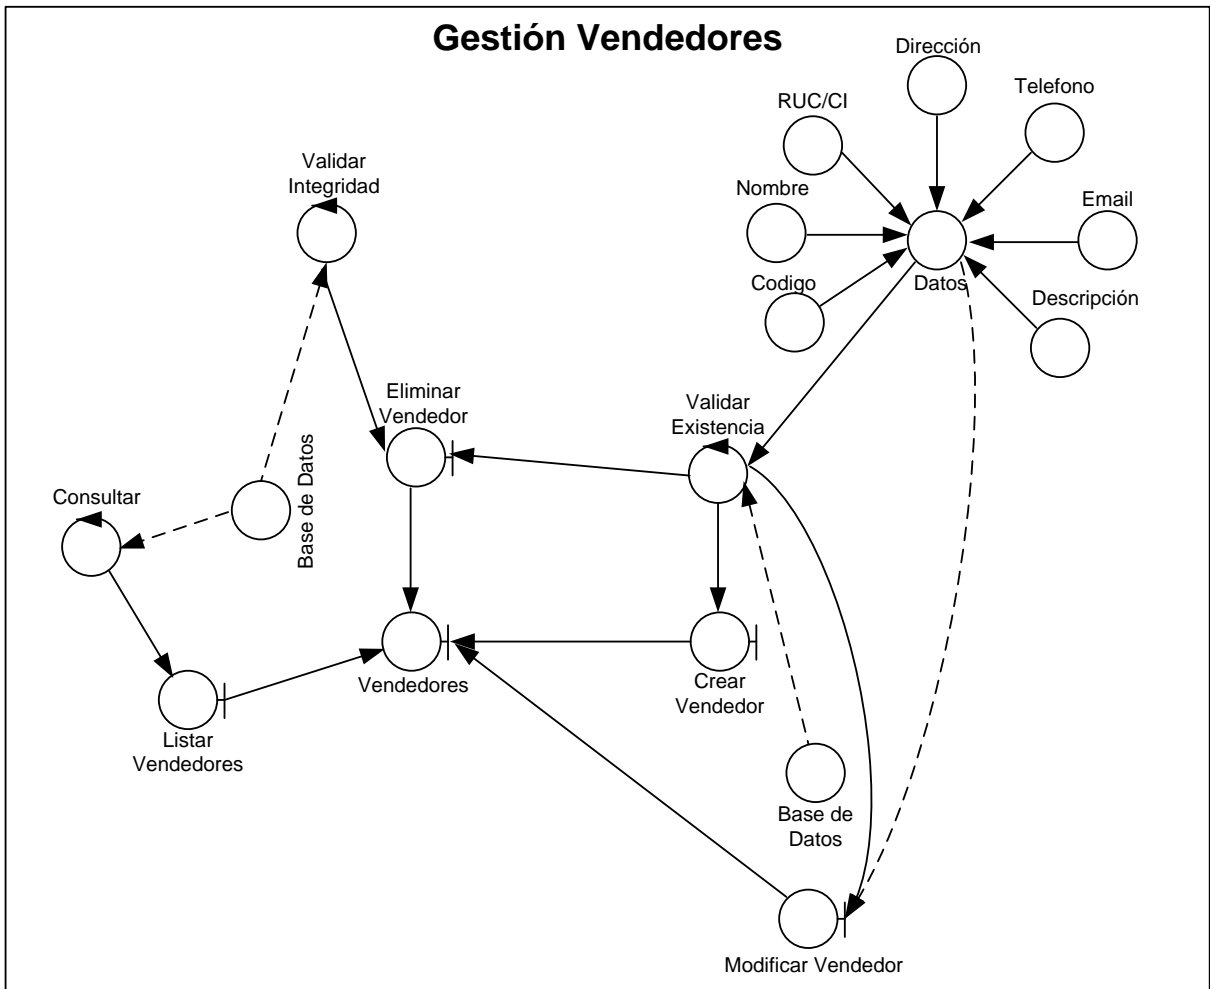 Gestión Vendedores
Dirección
Telefono
RUC/CI
Validar
Integridad
Nombre
Email
Codigo
Datos
Descripción
Eliminar
Vendedor
Validar
Existencia
Base de Datos
Consultar
Vendedores
Crear
Vendedor
Listar
Vendedores
Base de
Datos
Modificar Vendedor